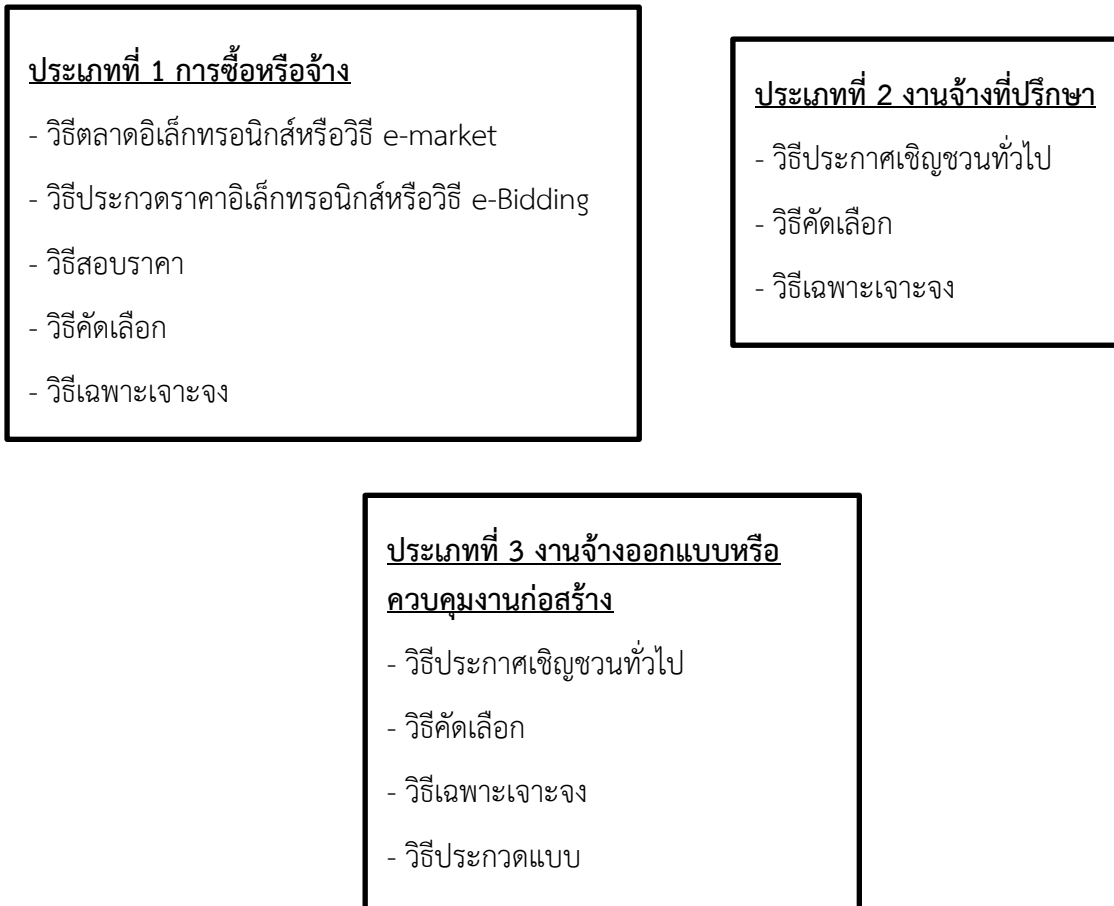 ประเภทที่ 1 การซื้อหรือจ้าง
- วิธีตลาดอิเล็กทรอนิกส์หรือวิธี e-market
- วิธีประกวดราคาอิเล็กทรอนิกส์หรือวิธี e-Bidding
- วิธีสอบราคา
- วิธีคัดเลือก
- วิธีเฉพาะเจาะจง
ประเภทที่ 2 งานจ้างที่ปรึกษา
- วิธีประกาศเชิญชวนทั่วไป
- วิธีคัดเลือก
- วิธีเฉพาะเจาะจง
ประเภทที่ 3 งานจ้างออกแบบหรือ
ควบคุมงานก่อสร้าง
- วิธีประกาศเชิญชวนทั่วไป
- วิธีคัดเลือก
- วิธีเฉพาะเจาะจง
- วิธีประกวดแบบ